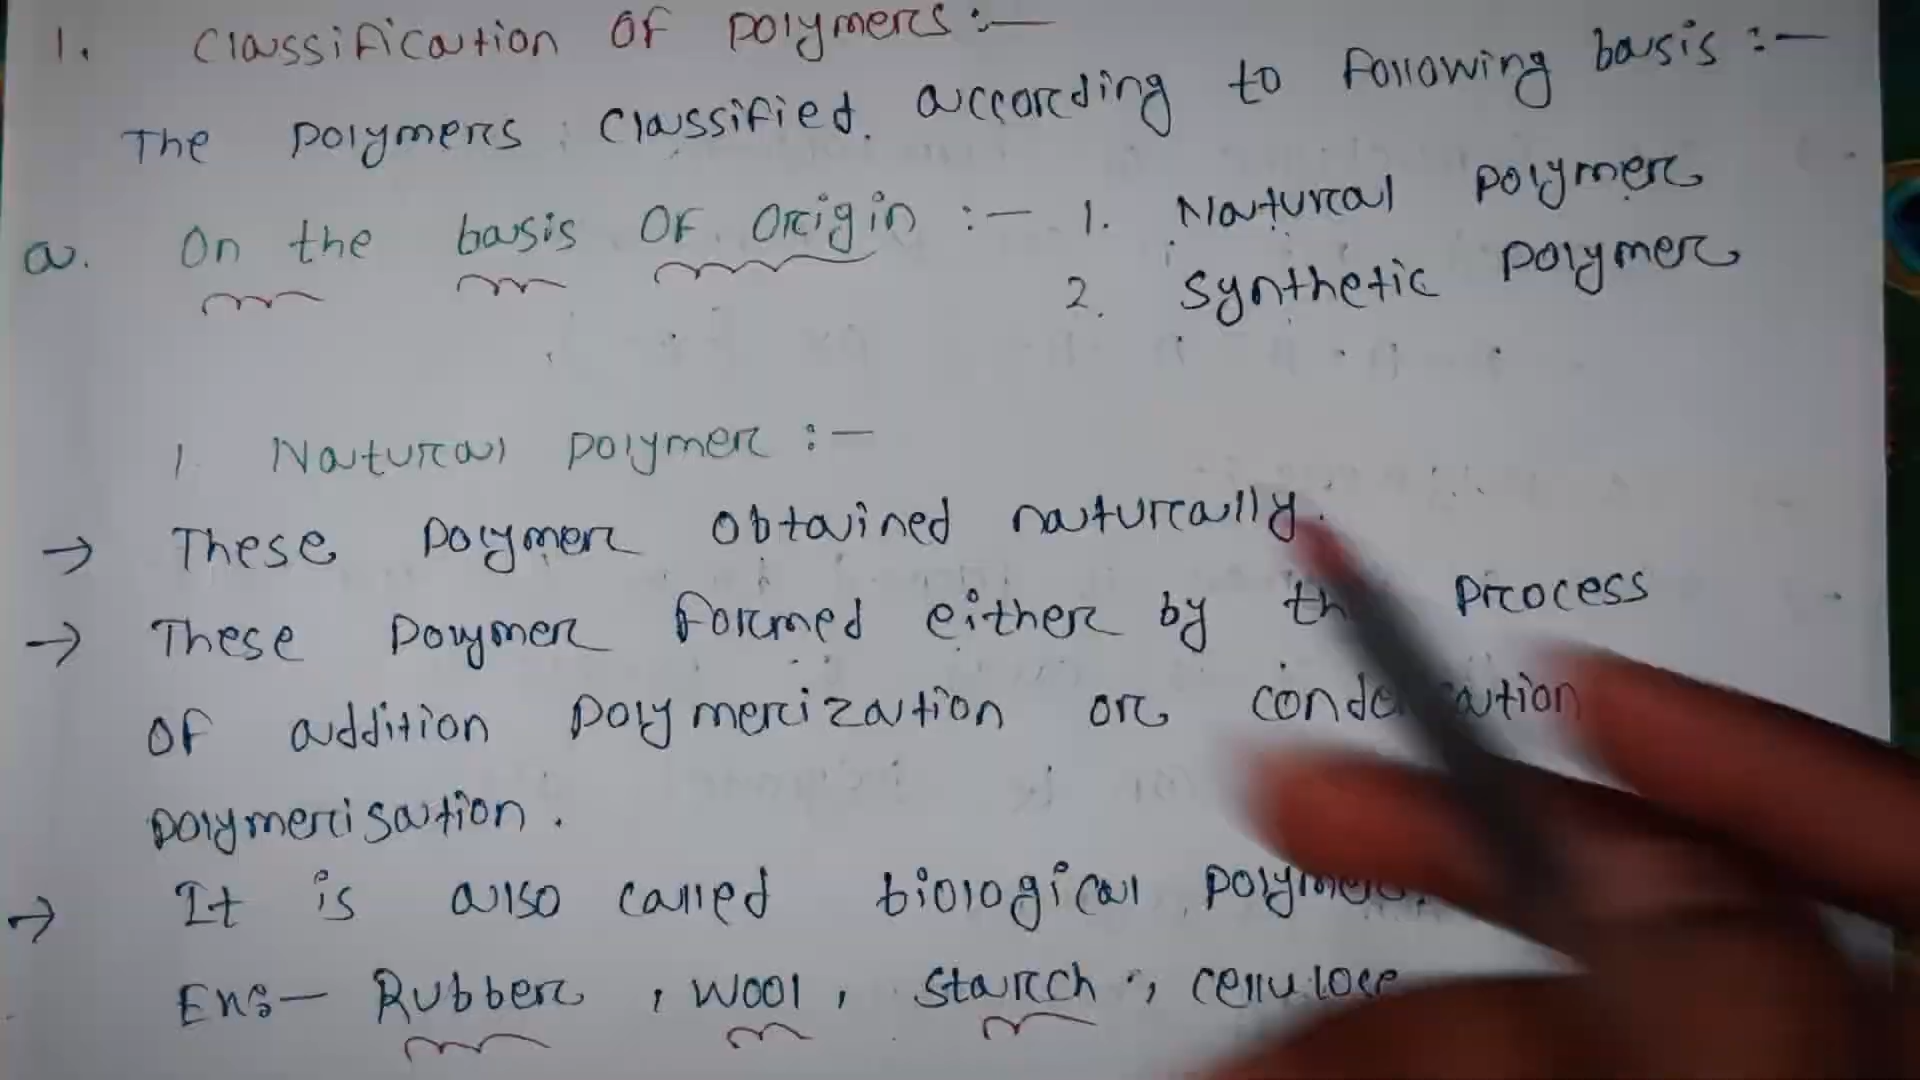 1. Classification of polymers :—
The polymers classified according to following basis :—
a. On the basis of origin :— 1. Natural polymer
2. Synthetic polymer
1. Natural polymer :—
→ These polymer obtained naturally.
→ These polymer formed either by process
of addition polymerization or
polymerisation.
→ It is also called biological
Exs— Rubber, wool, starch, cellulose